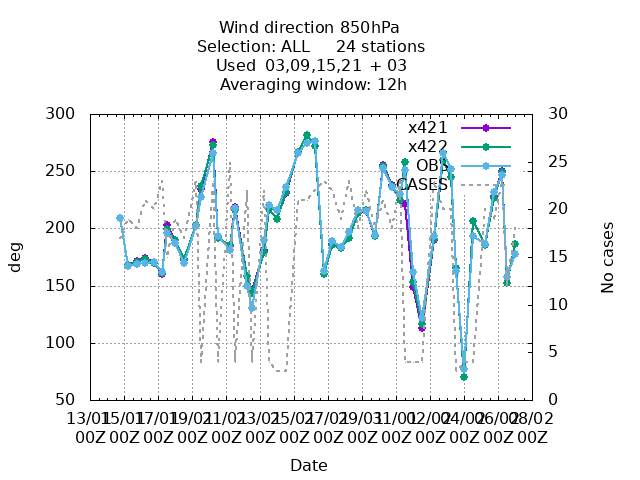 Wind direction 850hPa
Selection: ALL 24 stations
Used 03,09,15,21 + 03
Averaging window: 12h
300
250
200
150
100
50
deg
x421
x422
OBS
CASES
30
25
20
15
10
5
0
No cases
13/01 15/01 17/01 19/01 21/01 23/01 25/01 27/01 29/01 31/01 02/02 04/02 06/02 08/02
00Z 00Z 00Z 00Z 00Z 00Z 00Z 00Z 00Z 00Z 00Z 00Z 00Z 00Z
Date